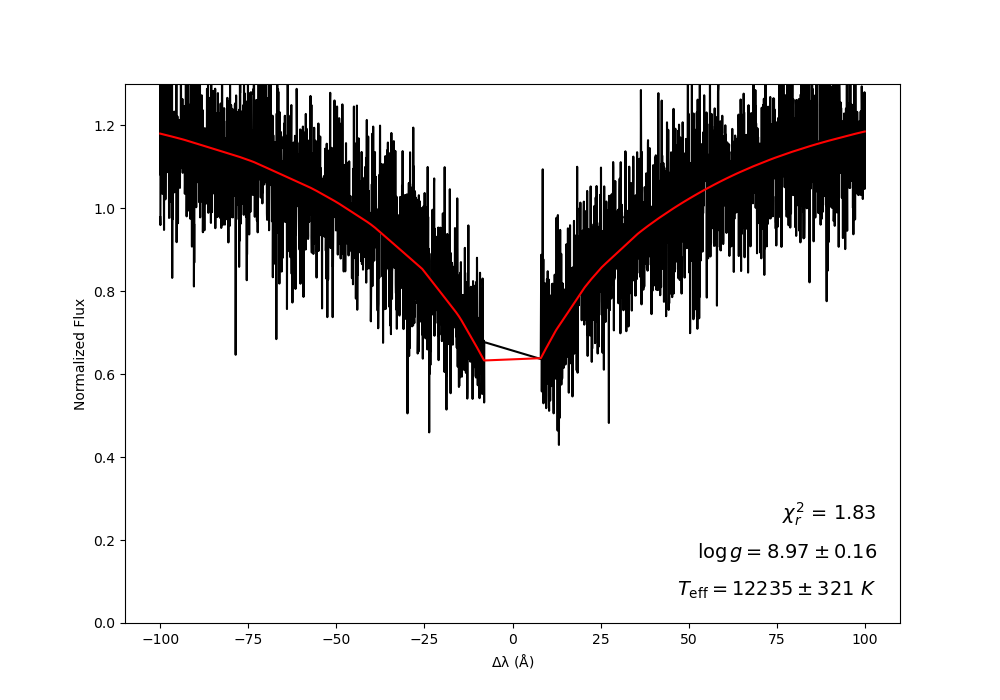 1.2
1.0
0.8
0.6
0.4
0.2
0.0
Normalized Flux
χ²ᵣ = 1.83
log g = 8.97 ± 0.16
T_eff = 12235 ± 321 K
−100 −75 −50 −25 0 25 50 75 100
Δλ (Å)